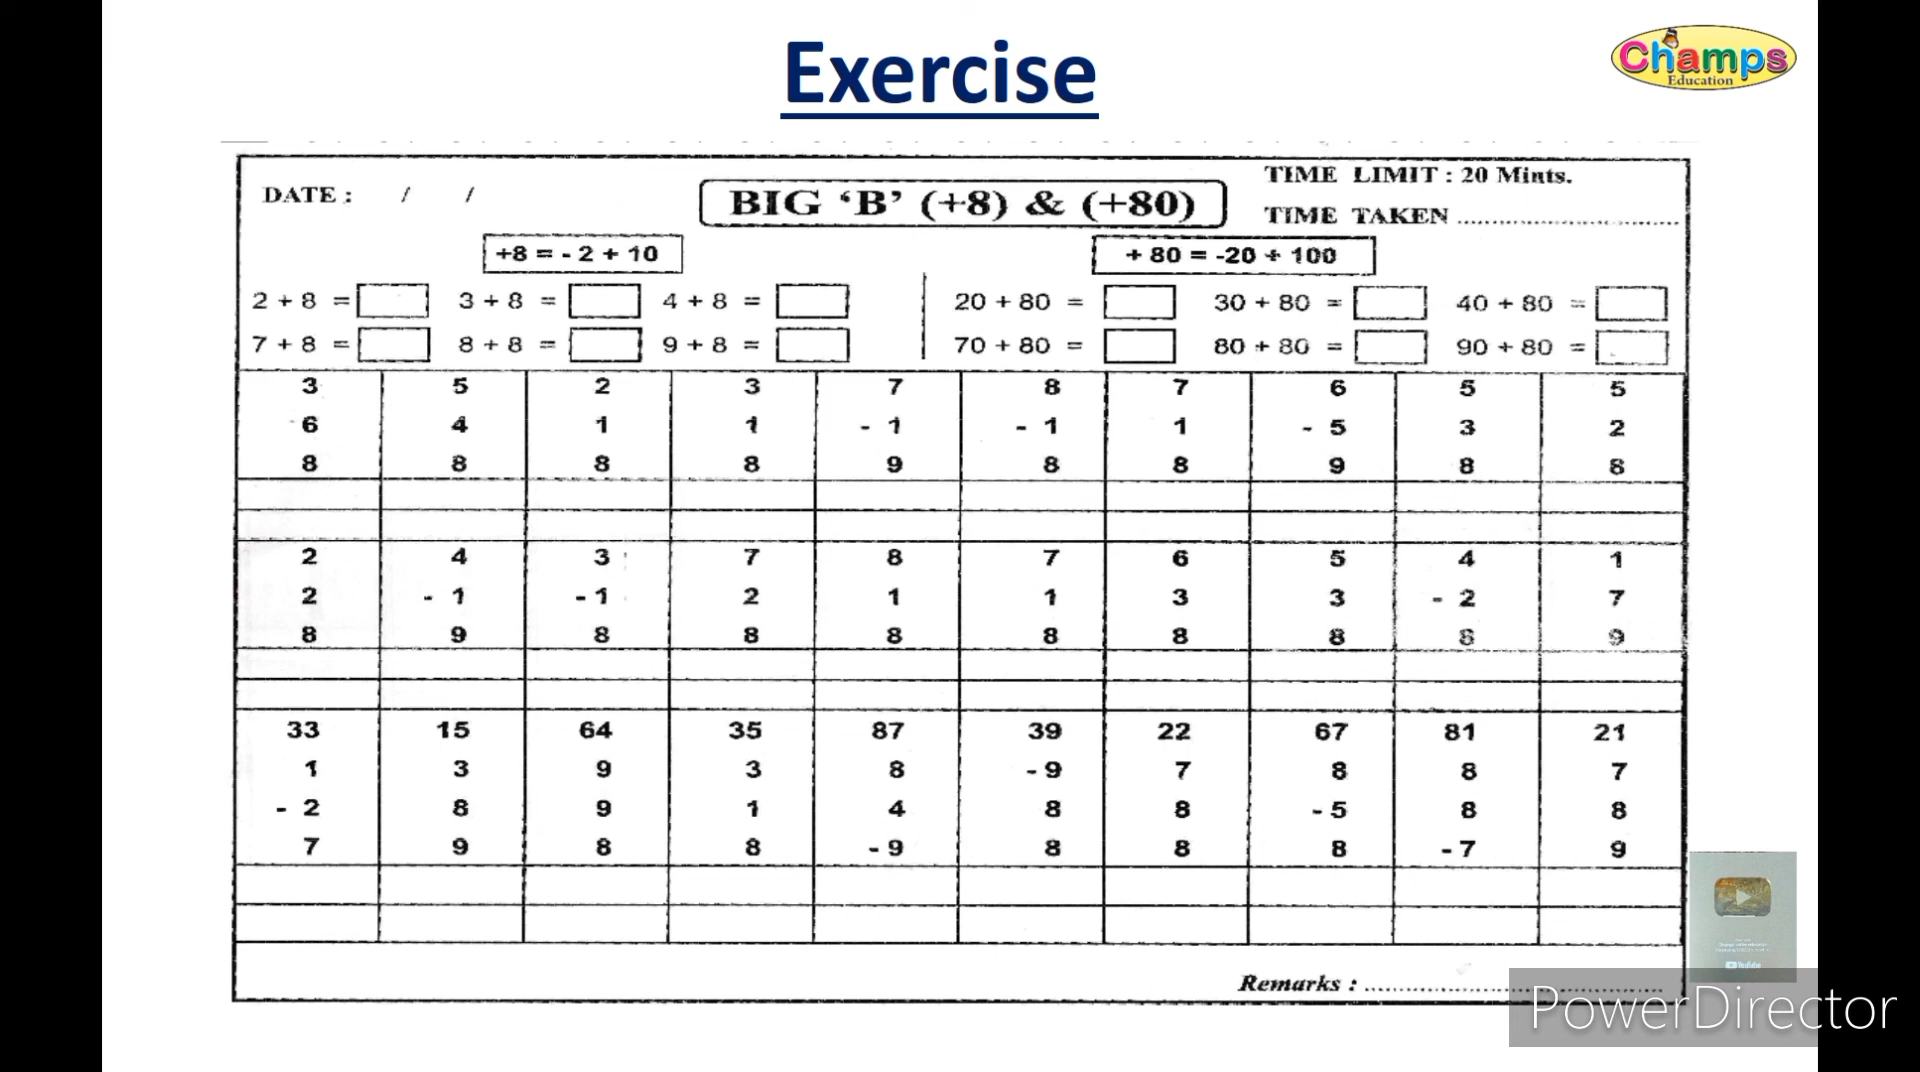 Exercise
Champs
Education
DATE : / /
BIG ‘B’ (+8) & (+80)
TIME LIMIT : 20 Mints.
TIME TAKEN ................................
+8 = - 2 + 10
+ 80 = -20 + 100
2 + 8 = 3 + 8 = 4 + 8 = 20 + 80 = 30 + 80 = 40 + 80 =
7 + 8 = 8 + 8 = 9 + 8 = 70 + 80 = 80 + 80 = 90 + 80 =
3 5 2 3 7 8 7 6 5 5
6 4 1 1 - 1 - 1 1 - 5 3 2
8 8 8 8 9 8 8 9 8 8
2 4 3 7 8 7 6 5 4 1
2 - 1 - 1 2 1 1 3 3 - 2 7
8 9 8 8 8 8 8 8 8 9
33 15 64 35 87 39 22 67 81 21
1 3 9 3 8 - 9 7 8 8 7
- 2 8 9 1 4 8 8 - 5 8 8
7 9 8 8 - 9 8 8 8 - 7 9
YouTube
Remarks : ................................
PowerDirector